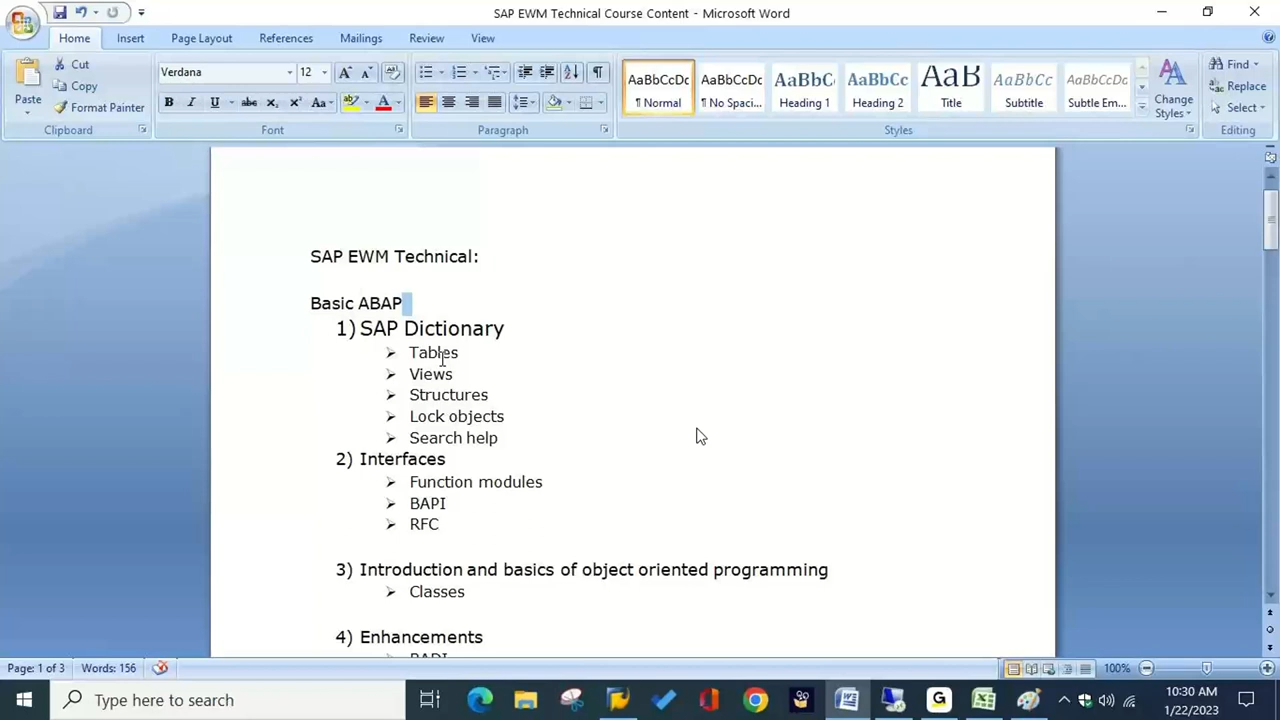 SAP EWM Technical Course Content - Microsoft Word
Home Insert Page Layout References Mailings Review View
Paste
Cut
Copy
Format Painter
Clipboard
Verdana 12
B I U abc X₂ X² Aa A
Font
Paragraph
AaBbCcDc AaBbCcDc AaBbC AaBbCc AaB AaBbCc AaBbCcDc
¶ Normal ¶ No Spaci... Heading 1 Heading 2 Title Subtitle Subtle Em...
Change Styles
Styles
Find
Replace
Select
Editing
SAP EWM Technical:
Basic ABAP
1) SAP Dictionary
➢ Tables
➢ Views
➢ Structures
➢ Lock objects
➢ Search help
2) Interfaces
➢ Function modules
➢ BAPI
➢ RFC
3) Introduction and basics of object oriented programming
➢ Classes
4) Enhancements
➢ BADI
Page: 1 of 3 Words: 156 100%
Type here to search
10:30 AM
1/22/2023